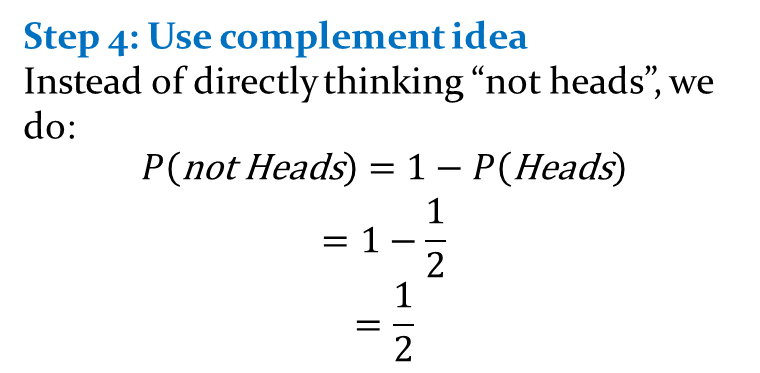 Step 4: Use complement idea
Instead of directly thinking “not heads”, we
do:
P(not Heads) = 1 − P(Heads)
= 1 − 1/2
= 1/2